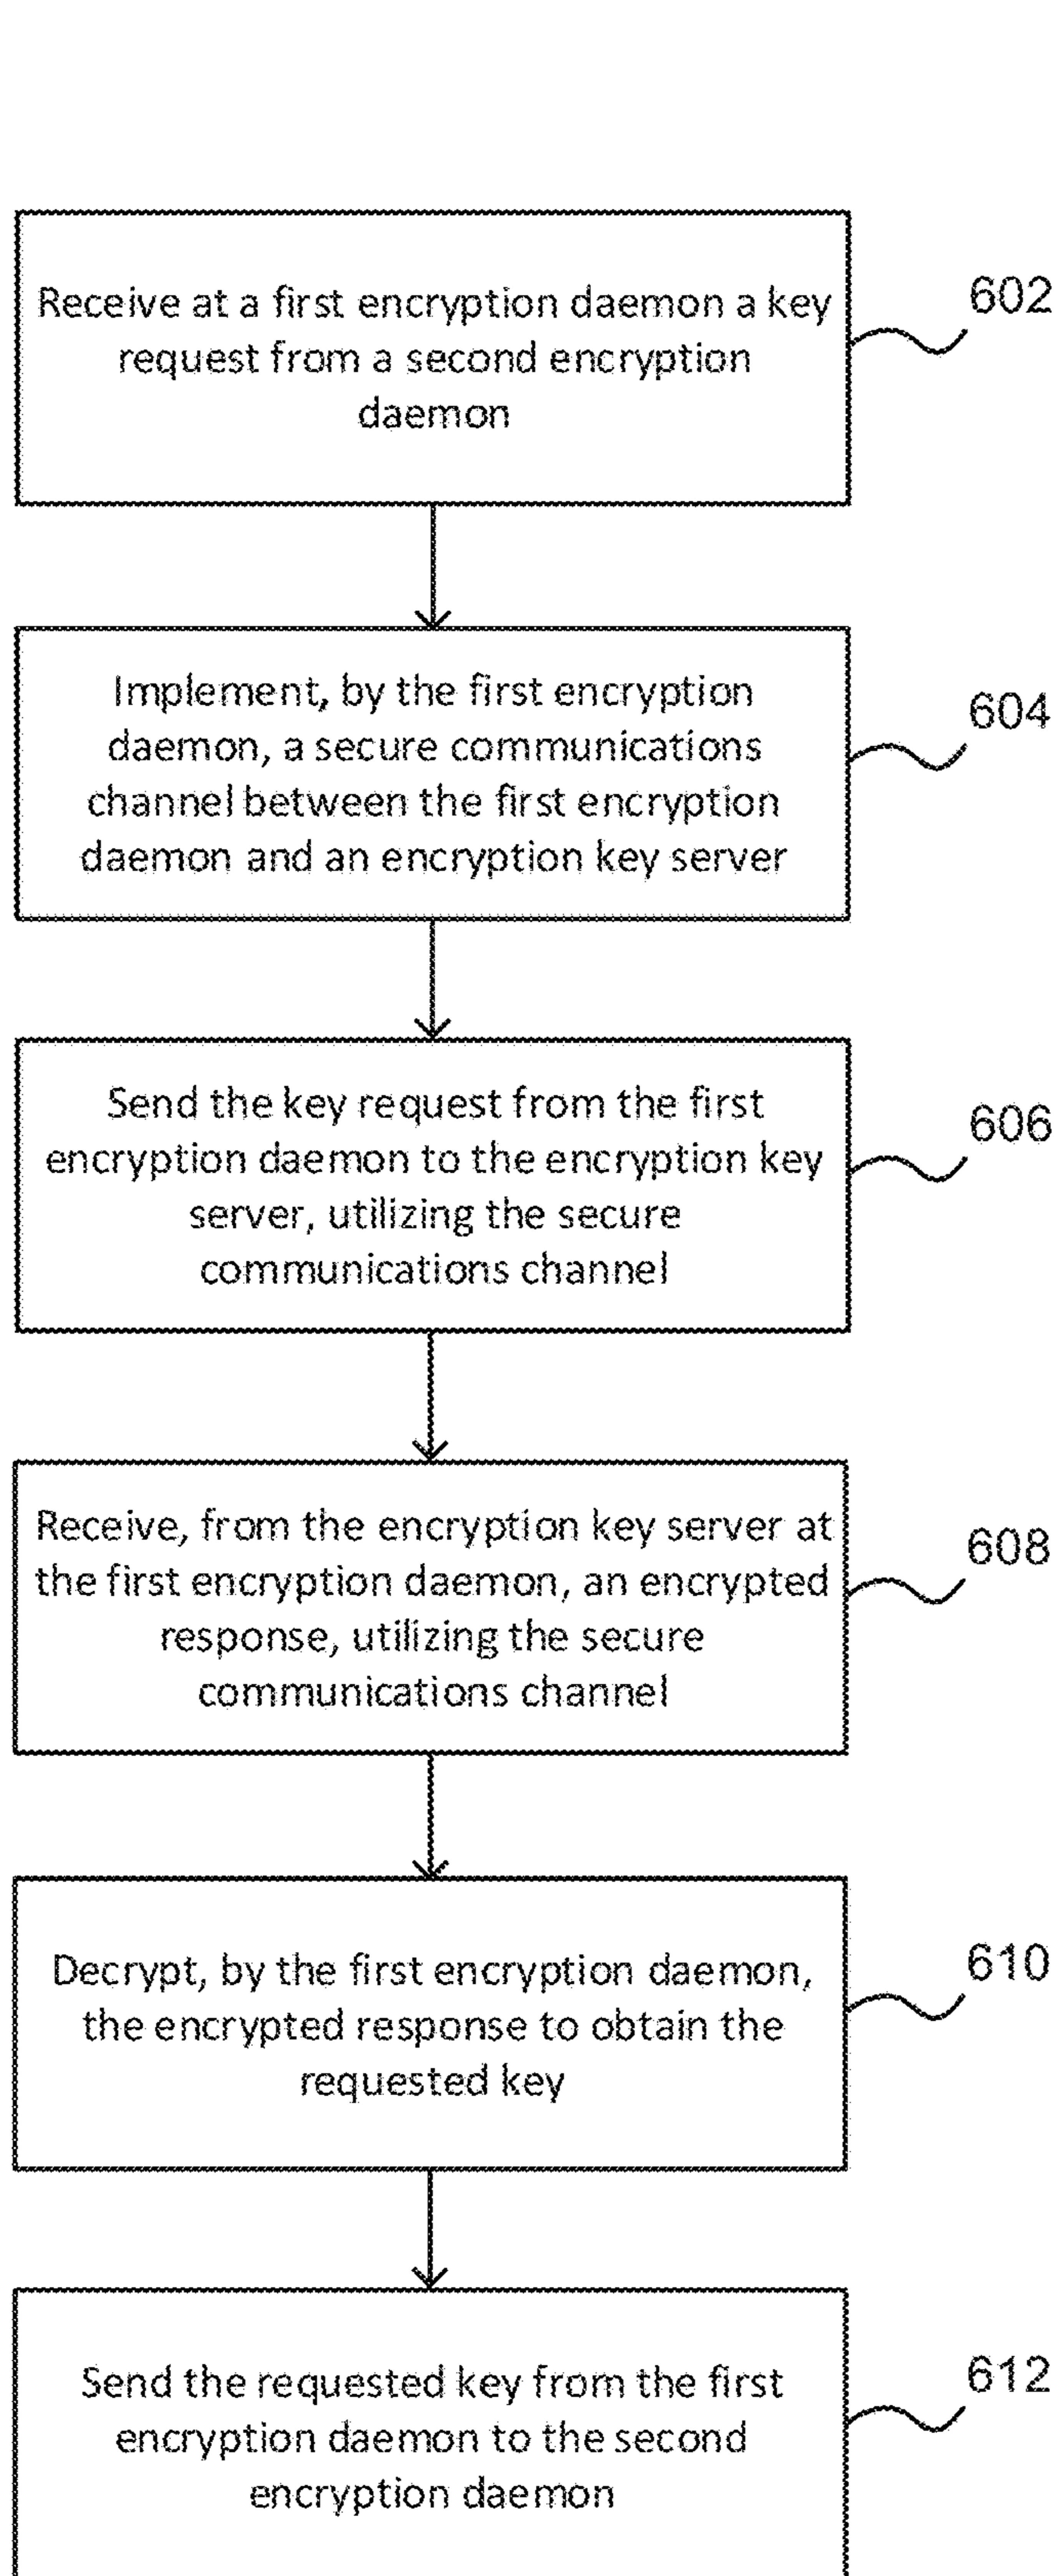 Receive at a first encryption daemon a key
request from a second encryption
daemon
602
Implement, by the first encryption
daemon, a secure communications
channel between the first encryption
daemon and an encryption key server
604
Send the key request from the first
encryption daemon to the encryption key
server, utilizing the secure
communications channel
606
Receive, from the encryption key server at
the first encryption daemon, an encrypted
response, utilizing the secure
communications channel
608
Decrypt, by the first encryption daemon,
the encrypted response to obtain the
requested key
610
Send the requested key from the first
encryption daemon to the second
encryption daemon
612